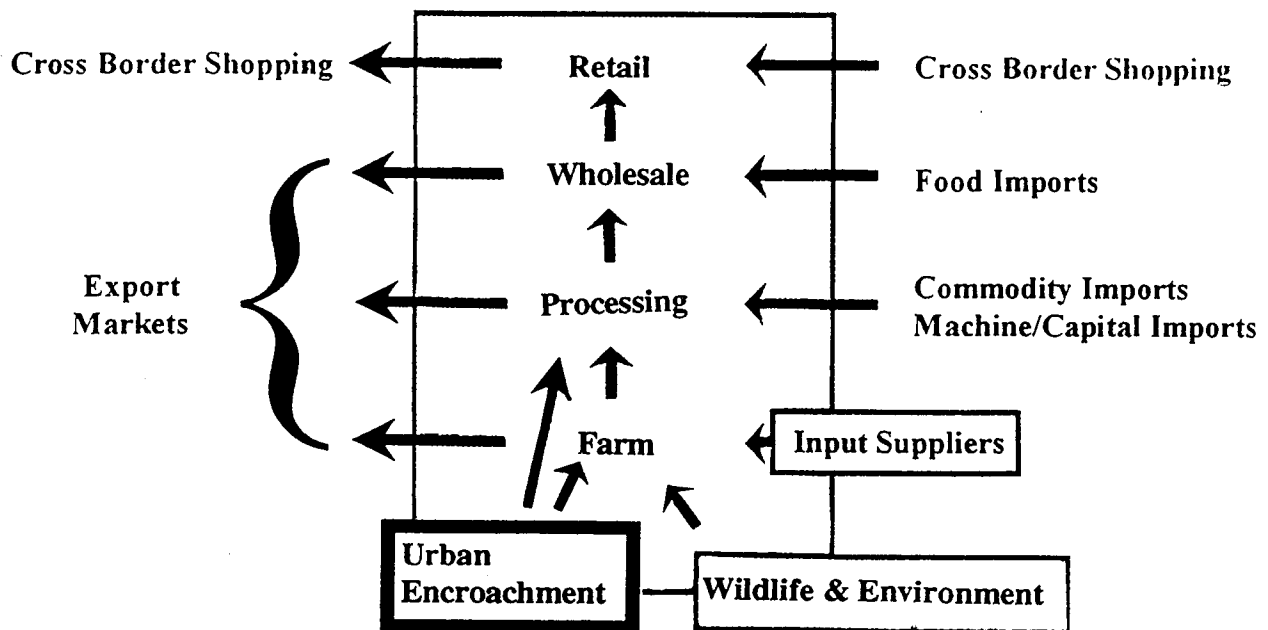 Cross Border Shopping
Retail
Cross Border Shopping
Wholesale
Food Imports
Export
Markets
Processing
Commodity Imports
Machine/Capital Imports
Farm
Input Suppliers
Urban
Encroachment
Wildlife & Environment